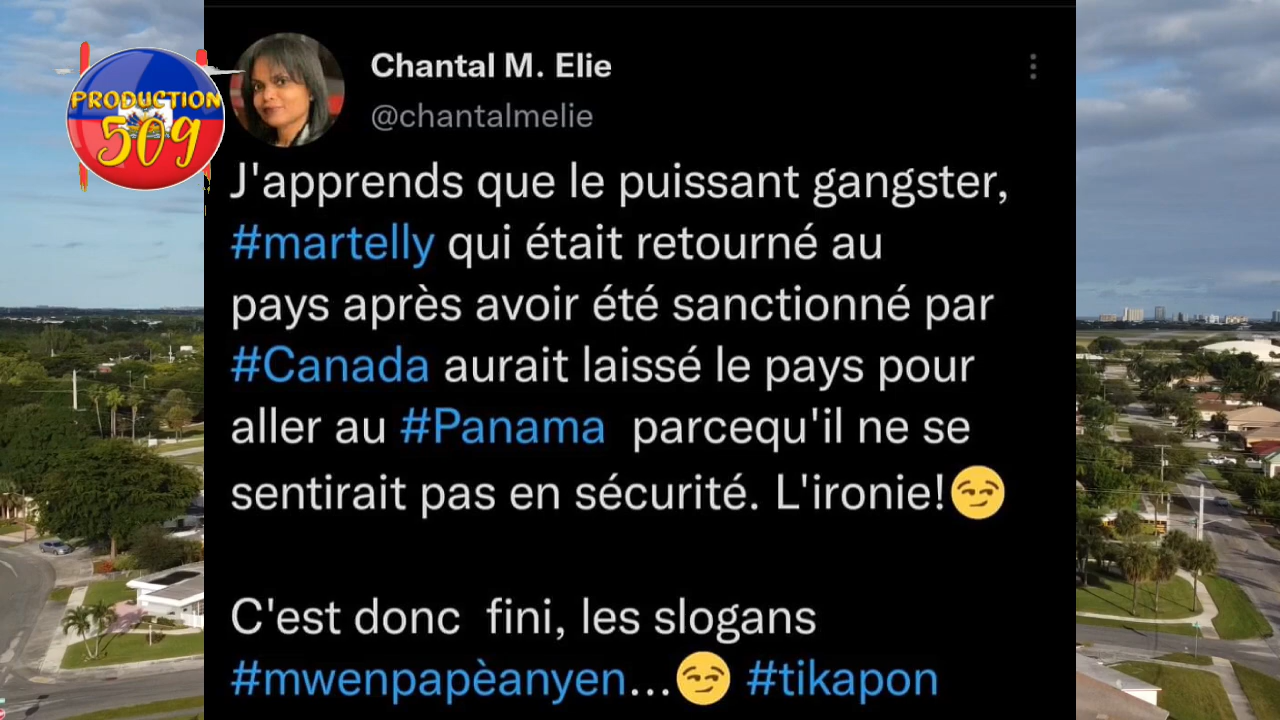 PRODUCTION
509
Chantal M. Elie
@chantalmelie
J'apprends que le puissant gangster,
#martelly qui était retourné au
pays après avoir été sanctionné par
#Canada aurait laissé le pays pour
aller au #Panama  parcequ'il ne se
sentirait pas en sécurité. L'ironie!😏
C'est donc  fini, les slogans
#mwenpapèanyen...😏 #tikapon